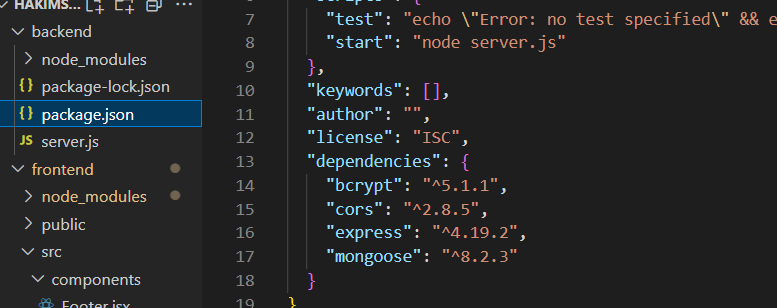 HAKIMS...
backend
node_modules
package-lock.json
package.json
server.js
frontend
node_modules
public
src
components
Footer.jsx
7 "test": "echo \"Error: no test specified\" && e
8 "start": "node server.js"
9 },
10 "keywords": [],
11 "author": "",
12 "license": "ISC",
13 "dependencies": {
14 "bcrypt": "^5.1.1",
15 "cors": "^2.8.5",
16 "express": "^4.19.2",
17 "mongoose": "^8.2.3"
18 }
19 }